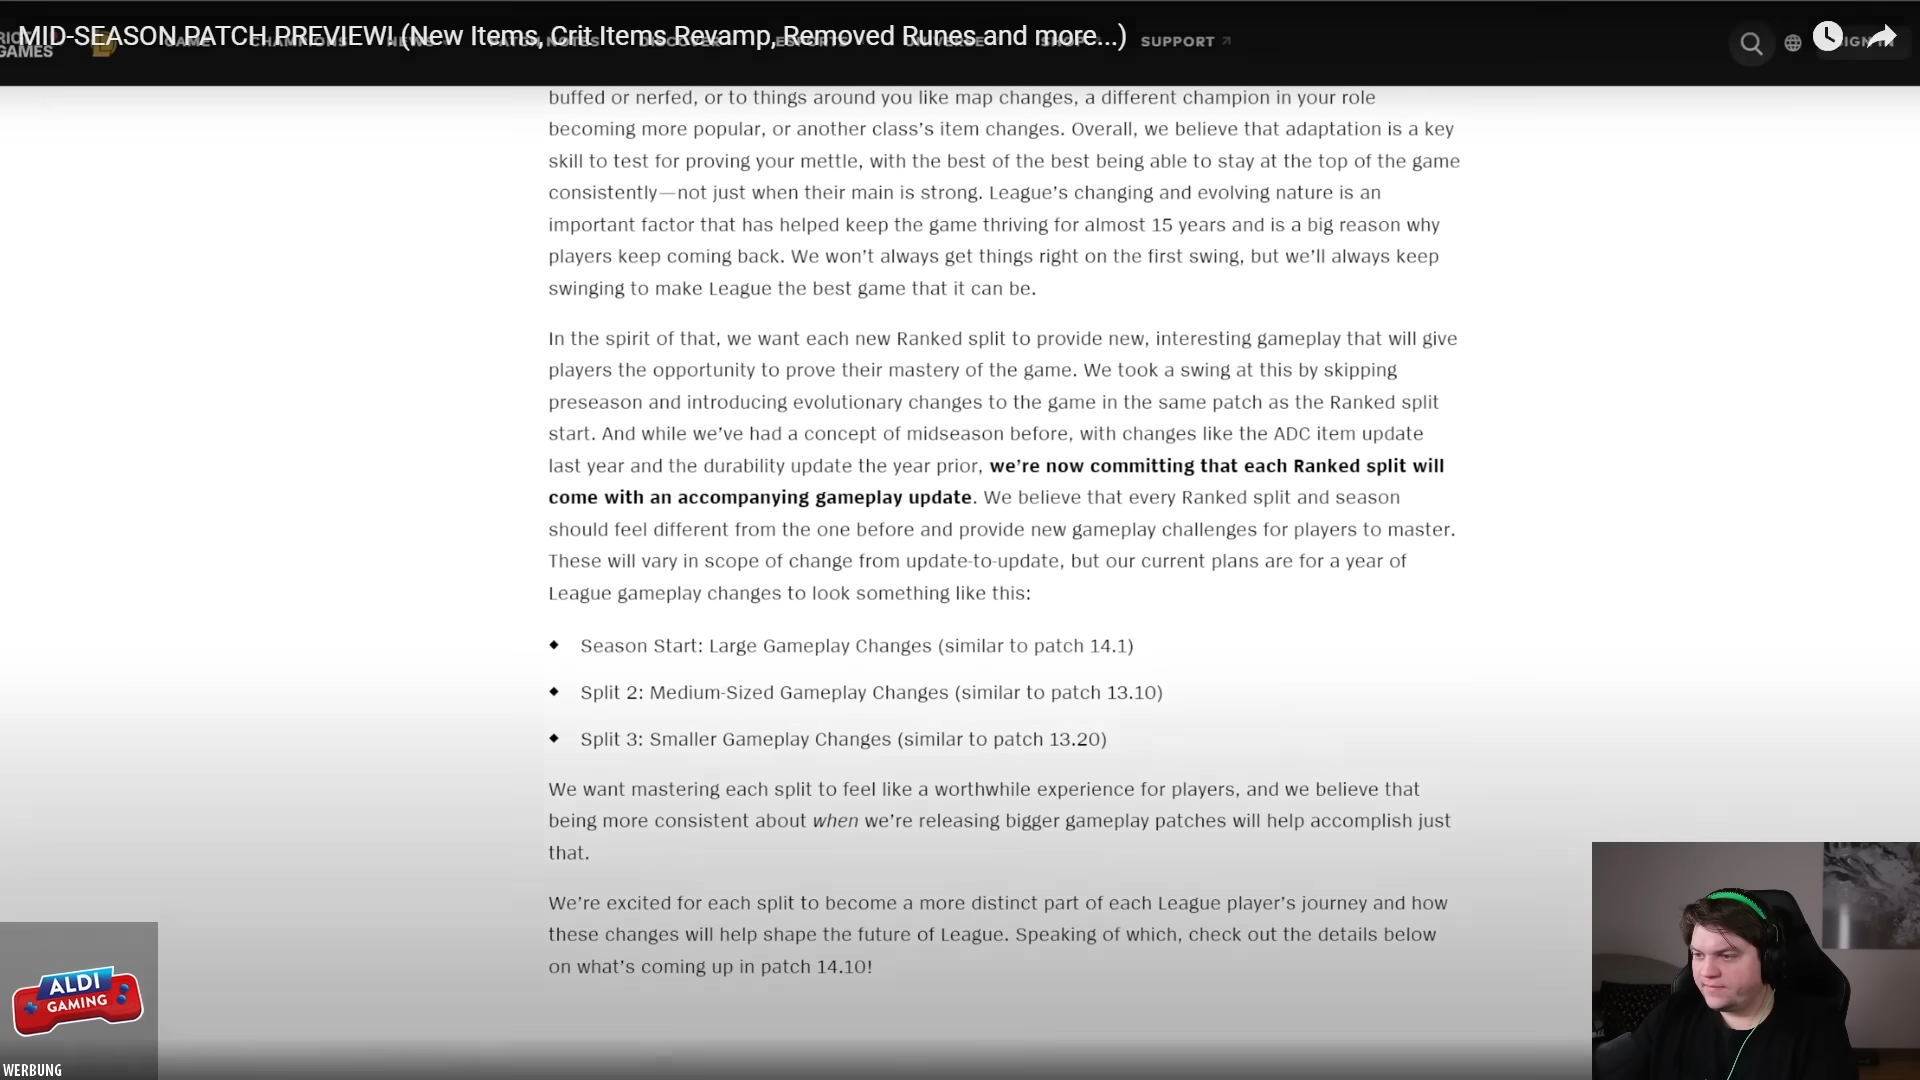 MID-SEASON PATCH PREVIEW! (New Items, Crit Items Revamp, Removed Runes and more...)
GAMES
SUPPORT
buffed or nerfed, or to things around you like map changes, a different champion in your role
becoming more popular, or another class’s item changes. Overall, we believe that adaptation is a key
skill to test for proving your mettle, with the best of the best being able to stay at the top of the game
consistently—not just when their main is strong. League’s changing and evolving nature is an
important factor that has helped keep the game thriving for almost 15 years and is a big reason why
players keep coming back. We won’t always get things right on the first swing, but we’ll always keep
swinging to make League the best game that it can be.
In the spirit of that, we want each new Ranked split to provide new, interesting gameplay that will give
players the opportunity to prove their mastery of the game. We took a swing at this by skipping
preseason and introducing evolutionary changes to the game in the same patch as the Ranked split
start. And while we’ve had a concept of midseason before, with changes like the ADC item update
last year and the durability update the year prior, we’re now committing that each Ranked split will
come with an accompanying gameplay update. We believe that every Ranked split and season
should feel different from the one before and provide new gameplay challenges for players to master.
These will vary in scope of change from update-to-update, but our current plans are for a year of
League gameplay changes to look something like this:
Season Start: Large Gameplay Changes (similar to patch 14.1)
Split 2: Medium-Sized Gameplay Changes (similar to patch 13.10)
Split 3: Smaller Gameplay Changes (similar to patch 13.20)
We want mastering each split to feel like a worthwhile experience for players, and we believe that
being more consistent about when we’re releasing bigger gameplay patches will help accomplish just
that.
We’re excited for each split to become a more distinct part of each League player’s journey and how
these changes will help shape the future of League. Speaking of which, check out the details below
on what’s coming up in patch 14.10!
ALDI
GAMING
WERBUNG